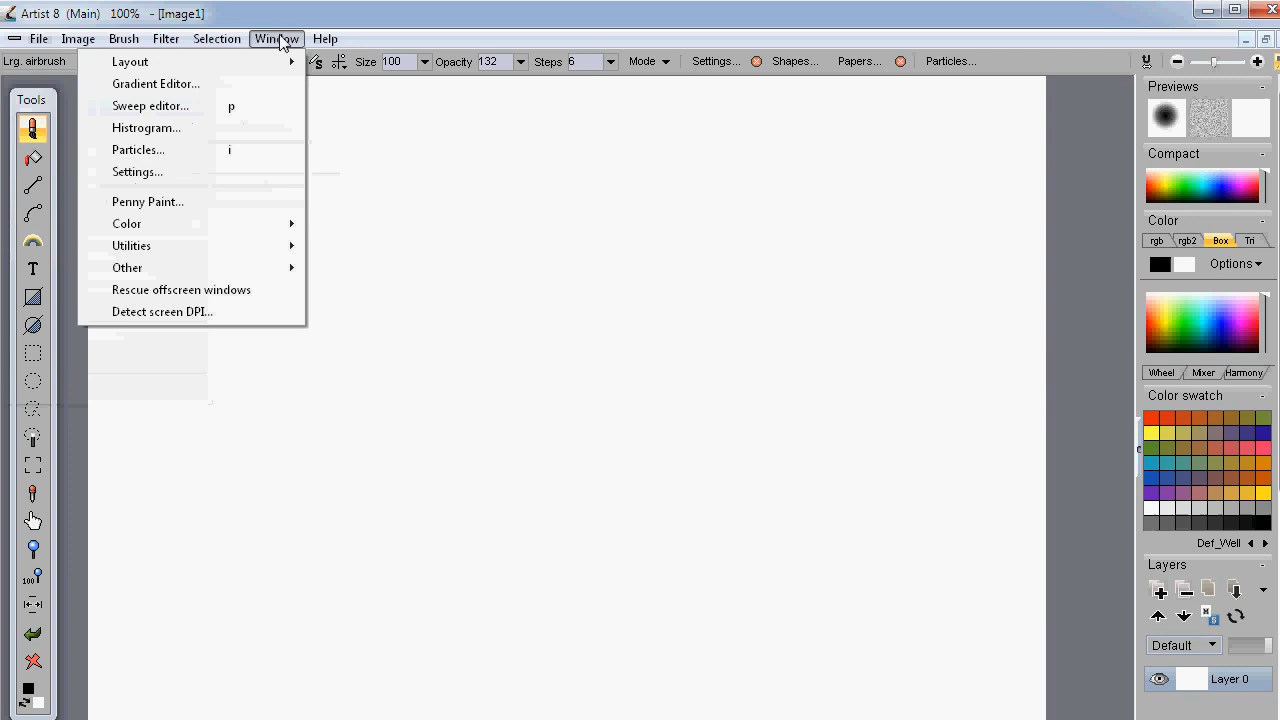 Artist 8 (Main) 100% - [Image1]
File Image Brush Filter Selection Window Help
Lrg. airbrush Size 100 Opacity 132 Steps 6 Mode Settings... Shapes... Papers... Particles...
Layout
Gradient Editor...
Sweep editor... p
Histrogram...
Particles... i
Settings...
Penny Paint...
Color
Utilities
Other
Rescue offscreen windows
Detect screen DPI...
Tools
T
100
Previews
Compact
Color
rgb rgb2 Box Tri
Options
Wheel Mixer Harmony
Color swatch
Def_Well
Layers
M
S
Default
Layer 0